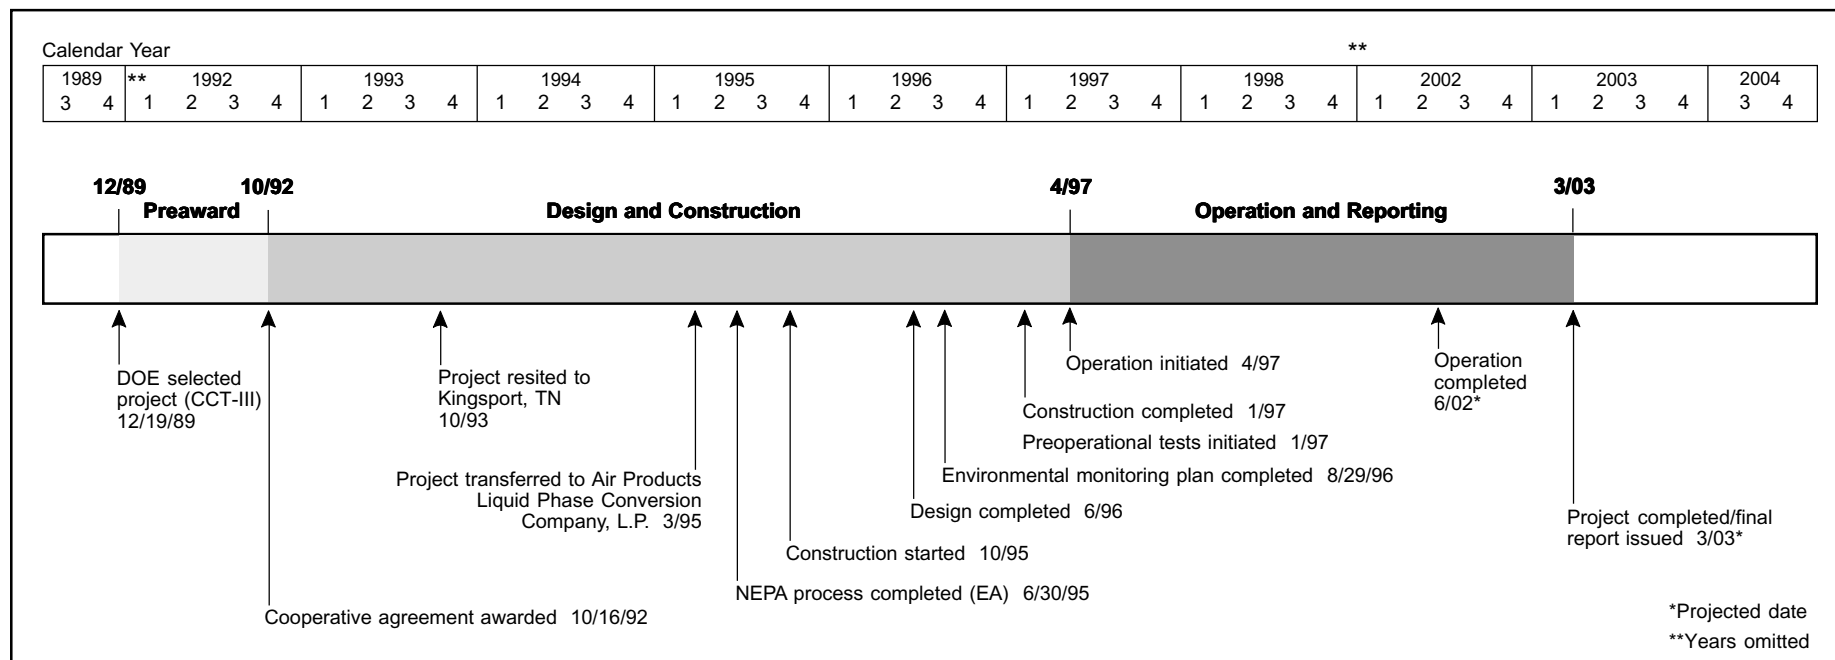 Calendar Year
**
1989 ** 1992 1993 1994 1995 1996 1997 1998 2002 2003 2004
3 4 1 2 3 4 1 2 3 4 1 2 3 4 1 2 3 4 1 2 3 4 1 2 3 4 1 2 3 4 1 2 3 4 1 2 3 4 3 4
12/89 10/92 4/97 3/03
Preaward Design and Construction Operation and Reporting
DOE selected
project (CCT-III)
12/19/89
Cooperative agreement awarded 10/16/92
Project resited to
Kingsport, TN
10/93
Project transferred to Air Products
Liquid Phase Conversion
Company, L.P. 3/95
NEPA process completed (EA) 6/30/95
Construction started 10/95
Design completed 6/96
Environmental monitoring plan completed 8/29/96
Construction completed 1/97
Preoperational tests initiated 1/97
Operation initiated 4/97
Operation
completed
6/02*
Project completed/final
report issued 3/03*
*Projected date
**Years omitted